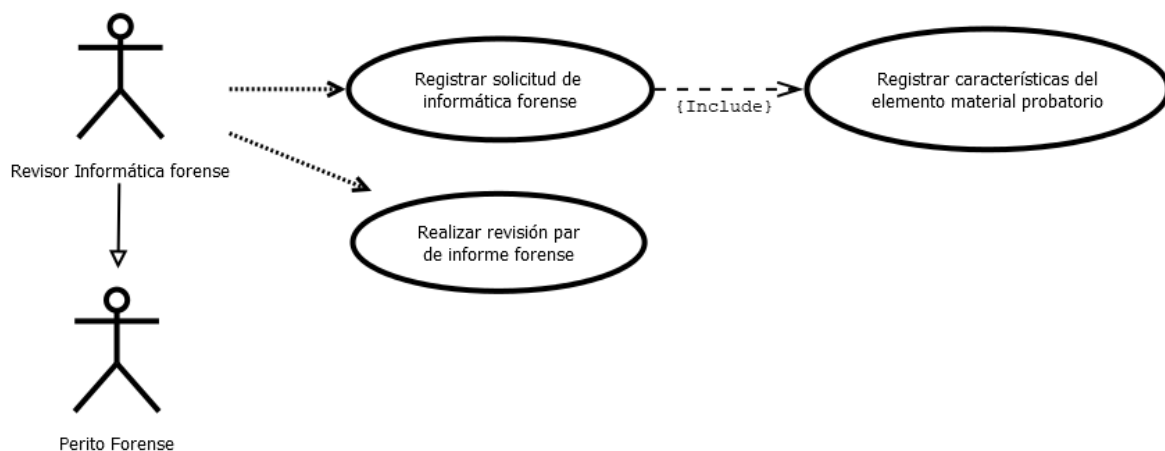 Registrar solicitud de
informática forense
{Include}
Registrar características del
elemento material probatorio
Revisor Informática forense
Realizar revisión par
de informe forense
Perito Forense